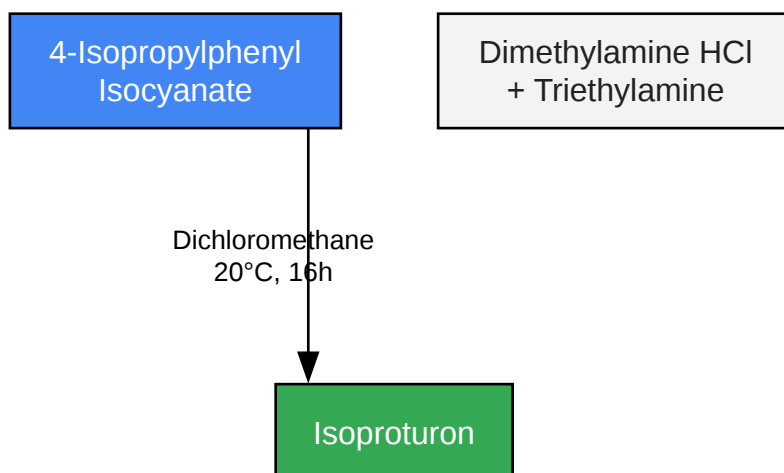 4-Isopropylphenyl
Isocyanate
Dimethylamine HCl
+ Triethylamine
Dichloromethane
20°C, 16h
Isoproturon